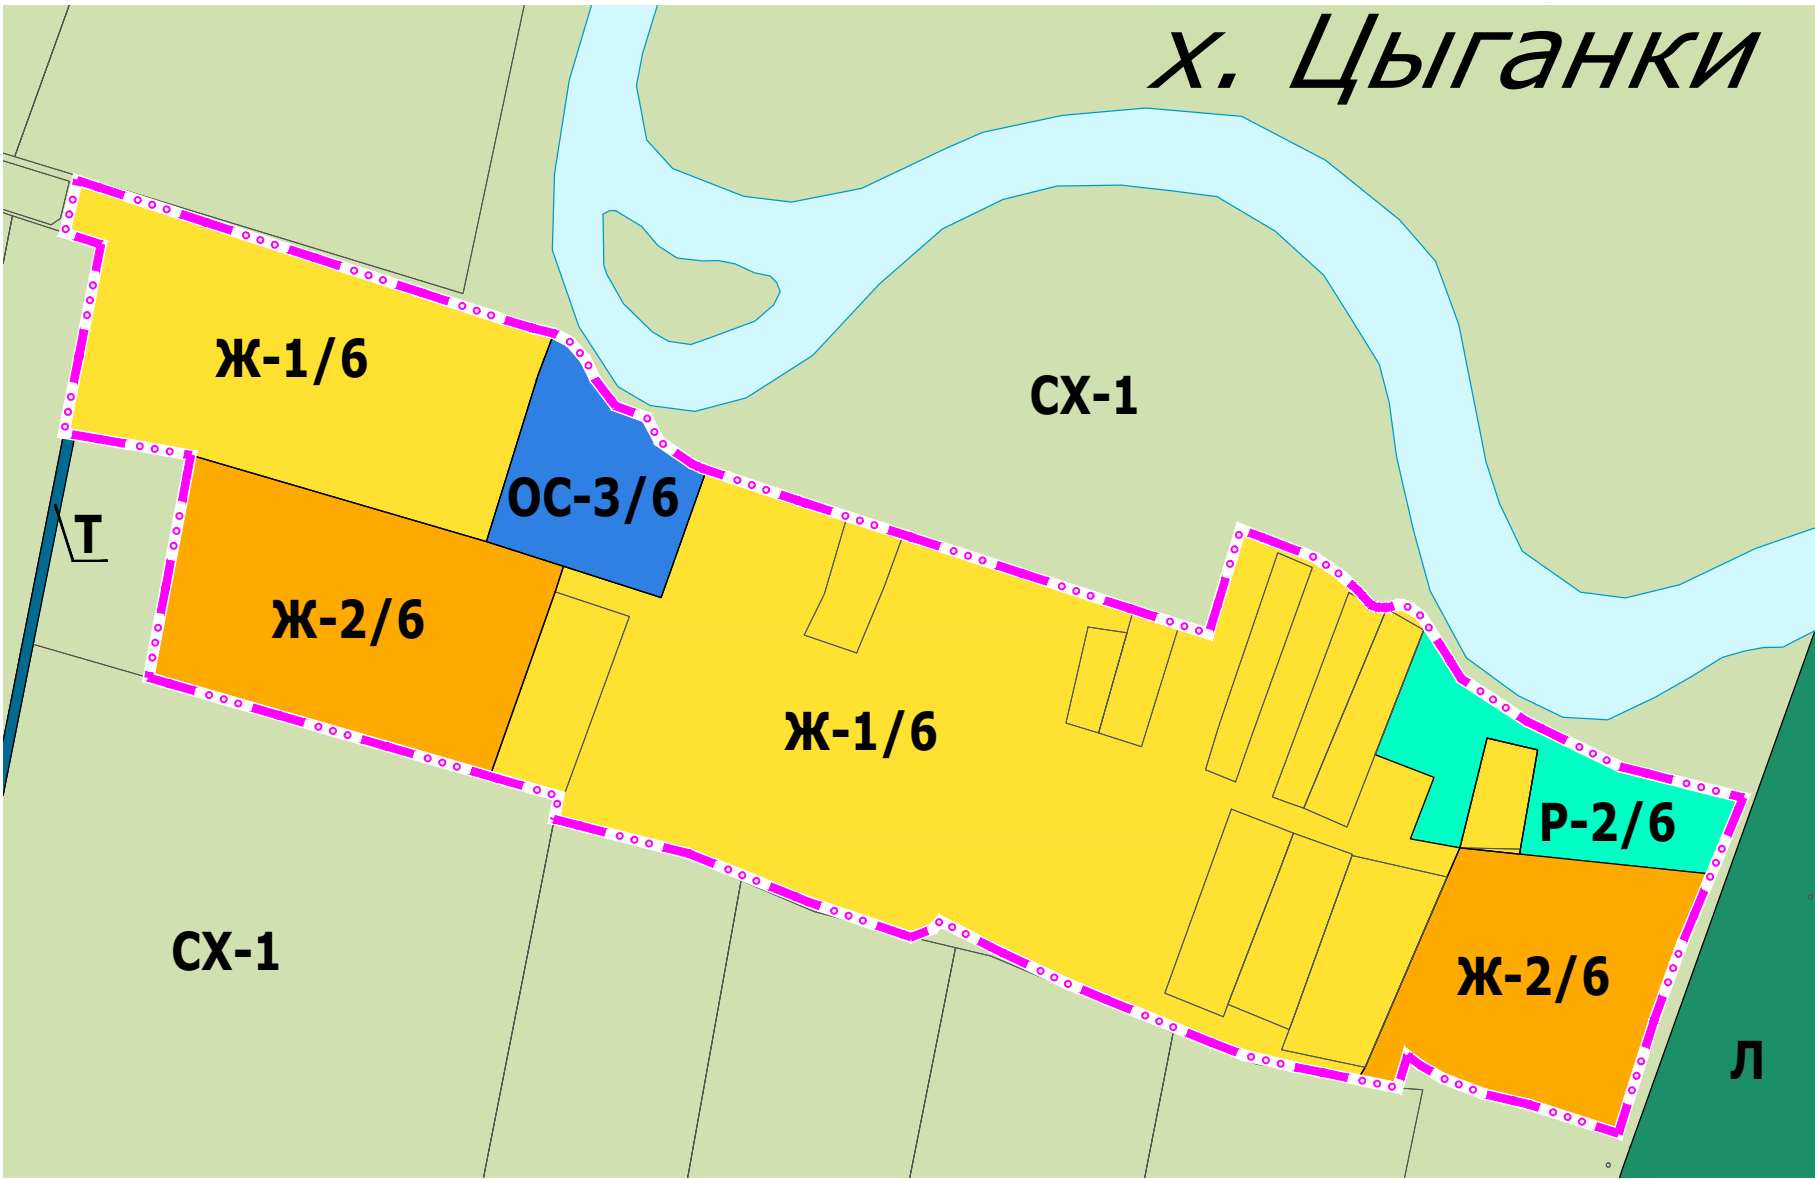 х. Цыганки
Ж-1/6
СХ-1
ОС-3/6
Т
Ж-2/6
Ж-1/6
Р-2/6
СХ-1
Ж-2/6
Л